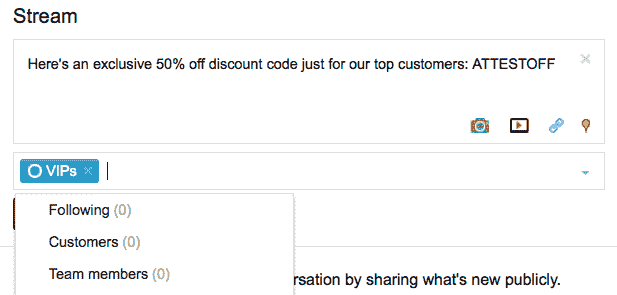 Stream
Here's an exclusive 50% off discount code just for our top customers: ATTESTOFF
VIPs
Following (0)
Customers (0)
Team members (0)
rsation by sharing what's new publicly.